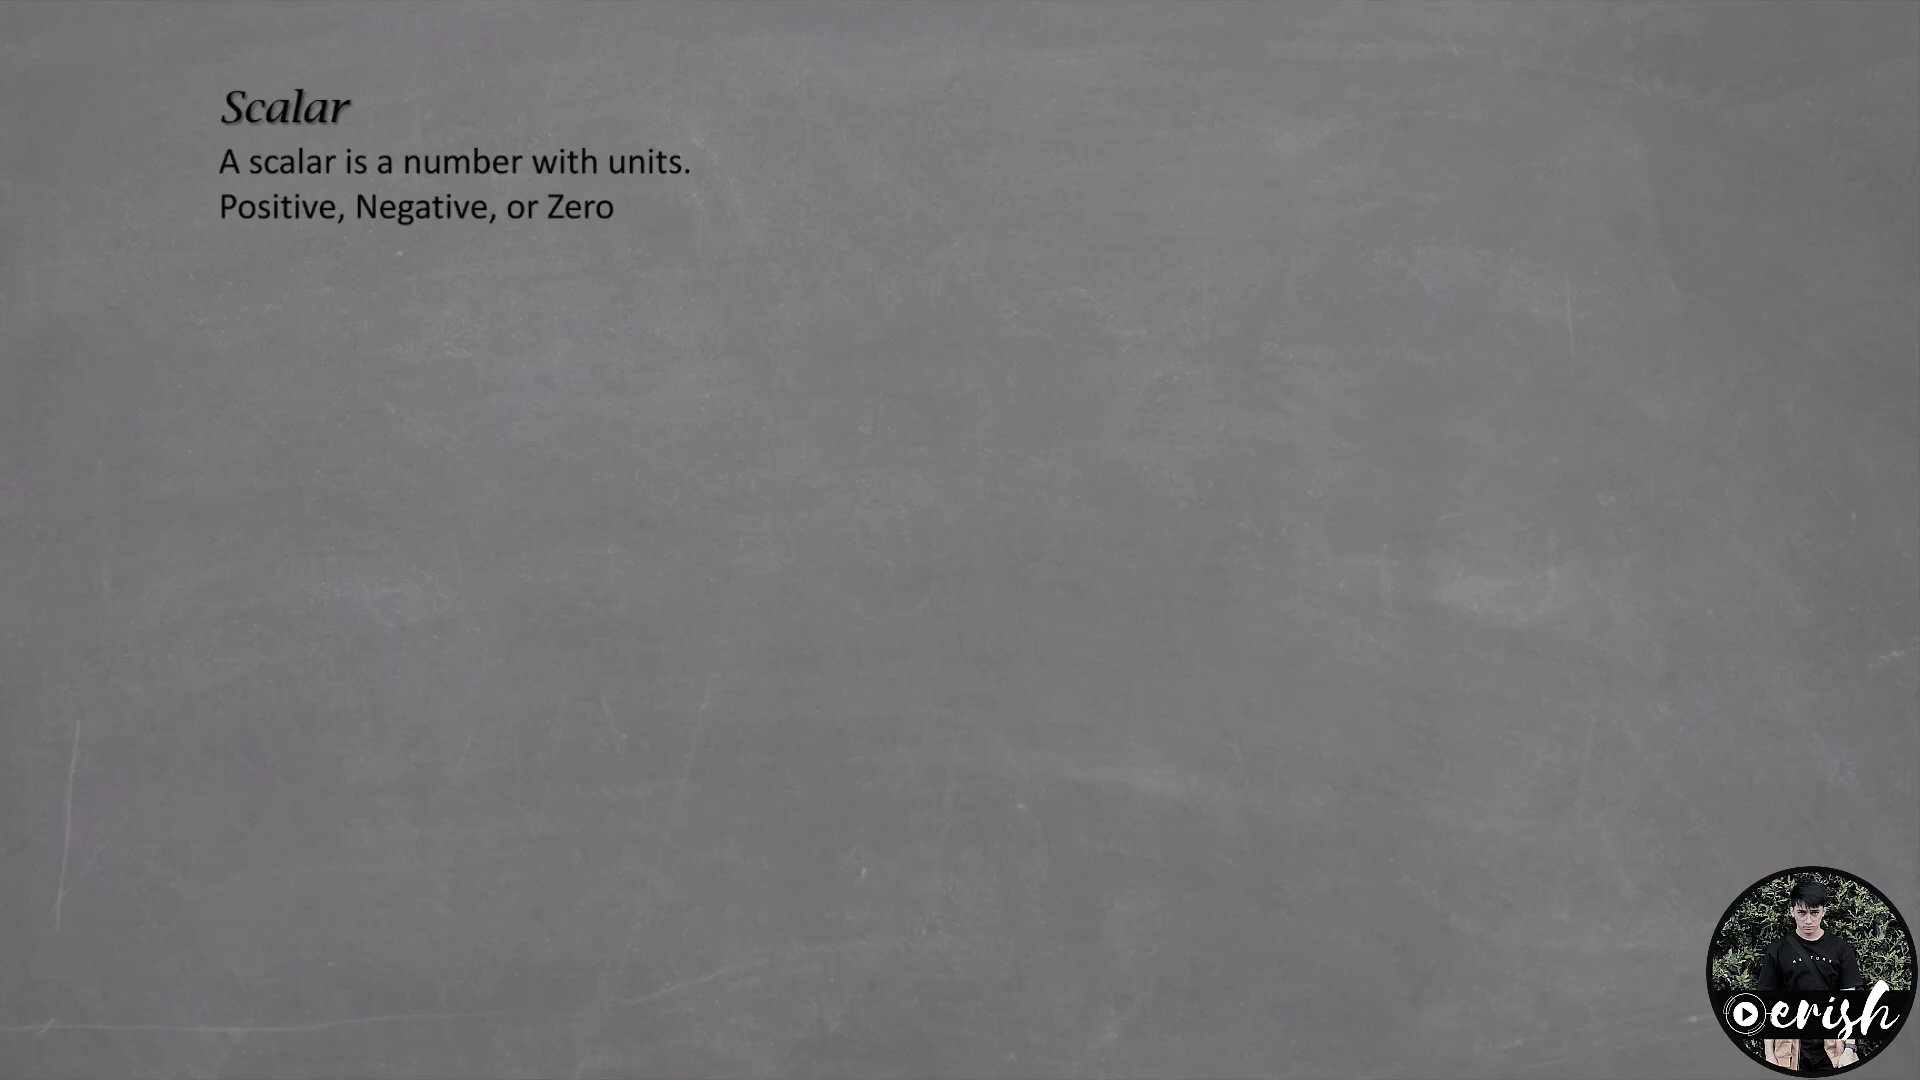 Scalar
A scalar is a number with units.
Positive, Negative, or Zero
erish